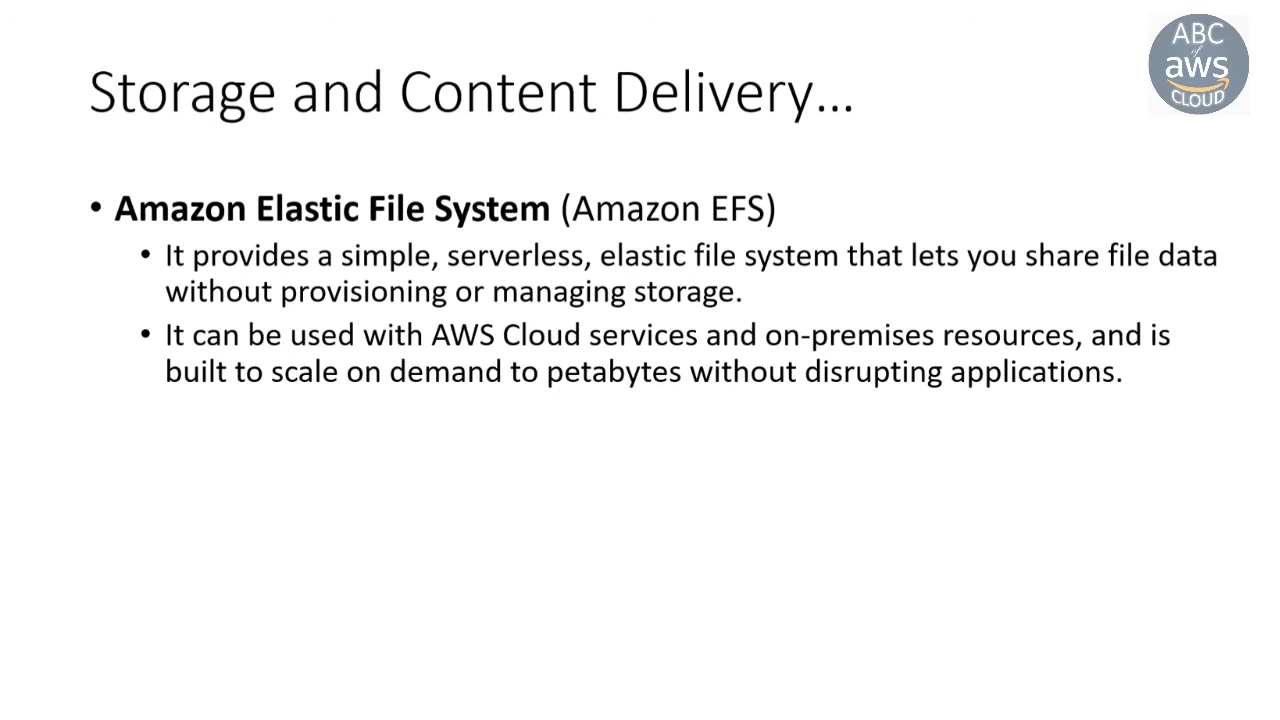 ABC
of
aws
CLOUD
Storage and Content Delivery...
• Amazon Elastic File System (Amazon EFS)
• It provides a simple, serverless, elastic file system that lets you share file data
without provisioning or managing storage.
• It can be used with AWS Cloud services and on-premises resources, and is
built to scale on demand to petabytes without disrupting applications.